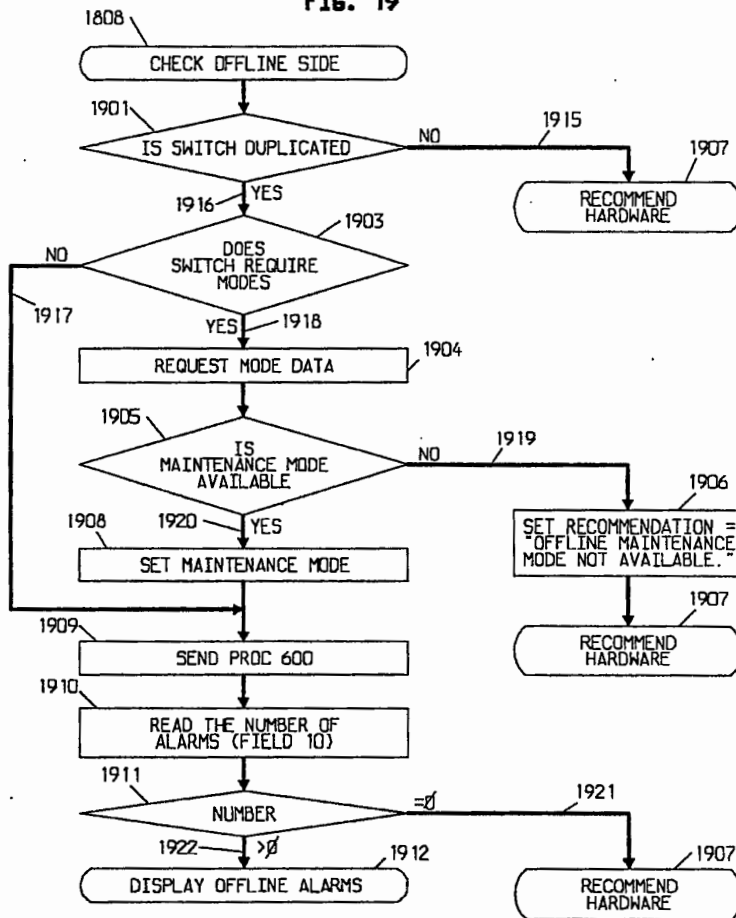 FIG. 19
1808
CHECK OFFLINE SIDE
1901
IS SWITCH DUPLICATED
NO
1915
1907
RECOMMEND
HARDWARE
1916
YES
1903
DOES
SWITCH REQUIRE
MODES
NO
1917
YES
1918
REQUEST MODE DATA
1904
1905
IS
MAINTENANCE MODE
AVAILABLE
NO
1919
1906
SET RECOMMENDATION =
"OFFLINE MAINTENANCE
MODE NOT AVAILABLE."
1920
YES
1908
SET MAINTENANCE MODE
1907
RECOMMEND
HARDWARE
1909
SEND PROC 600
1910
READ THE NUMBER OF
ALARMS (FIELD 10)
1911
NUMBER
=0
1921
1922
>0
1912
DISPLAY OFFLINE ALARMS
1907
RECOMMEND
HARDWARE